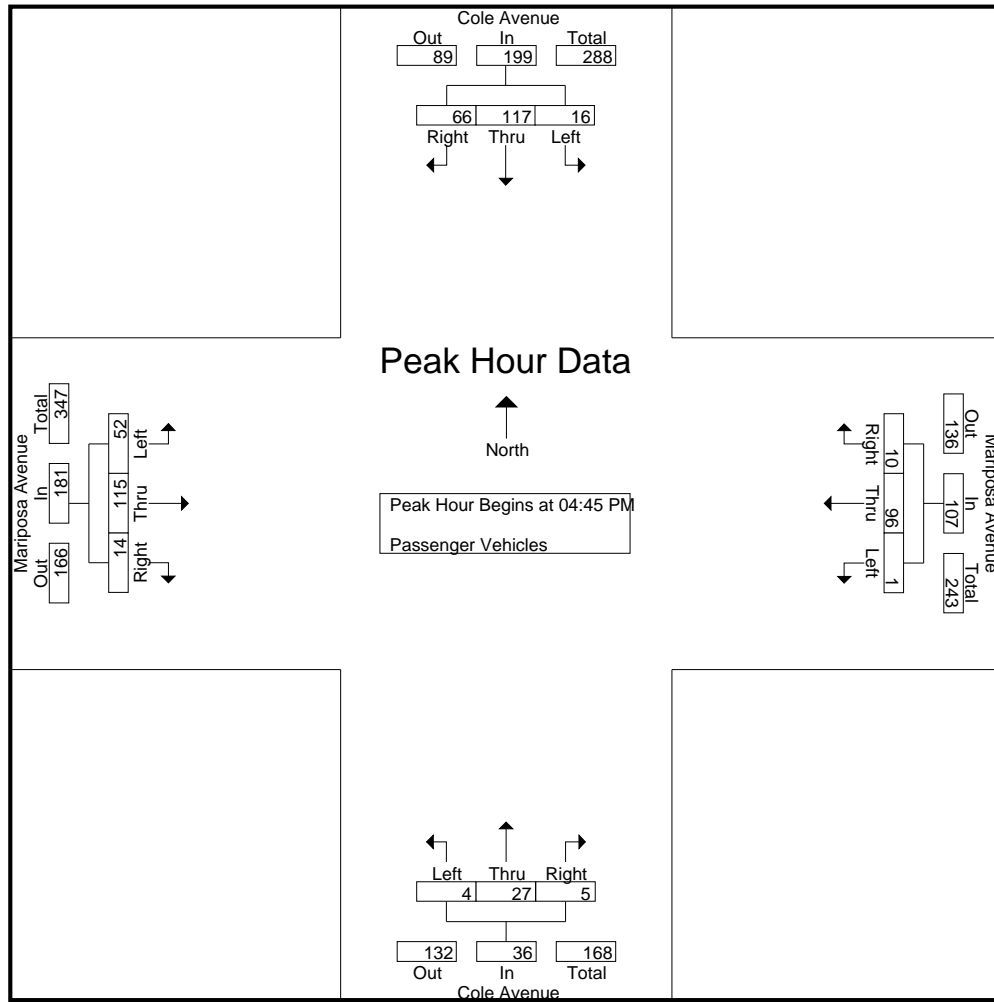 Cole Avenue
Out In Total
89 199 288
66 117 16
Right Thru Left
Peak Hour Data
North
Peak Hour Begins at 04:45 PM
Passenger Vehicles
Mariposa Avenue
Total In Out
347 181 166
52 115 14
Left Thru Right
Mariposa Avenue
Out In Total
136 107 243
10 96 1
Right Thru Left
Left Thru Right
4 27 5
132 36 168
Out In Total
Cole Avenue